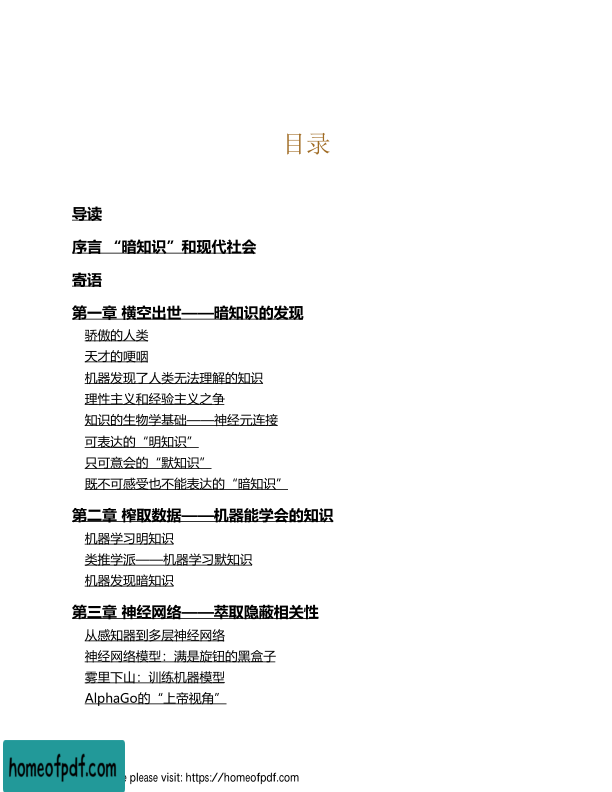 目录
导读
序言 “暗知识”和现代社会
寄语
第一章 横空出世——暗知识的发现
骄傲的人类
天才的哽咽
机器发现了人类无法理解的知识
理性主义和经验主义之争
知识的生物学基础——神经元连接
可表达的“明知识”
只可意会的“默知识”
既不可感受也不能表达的“暗知识”
第二章 榨取数据——机器能学会的知识
机器学习明知识
类推学派——机器学习默知识
机器发现暗知识
第三章 神经网络——萃取隐蔽相关性
从感知器到多层神经网络
神经网络模型：满是旋钮的黑盒子
雾里下山：训练机器模型
AlphaGo的“上帝视角”
homeofpdf.com
please visit: https://homeofpdf.com